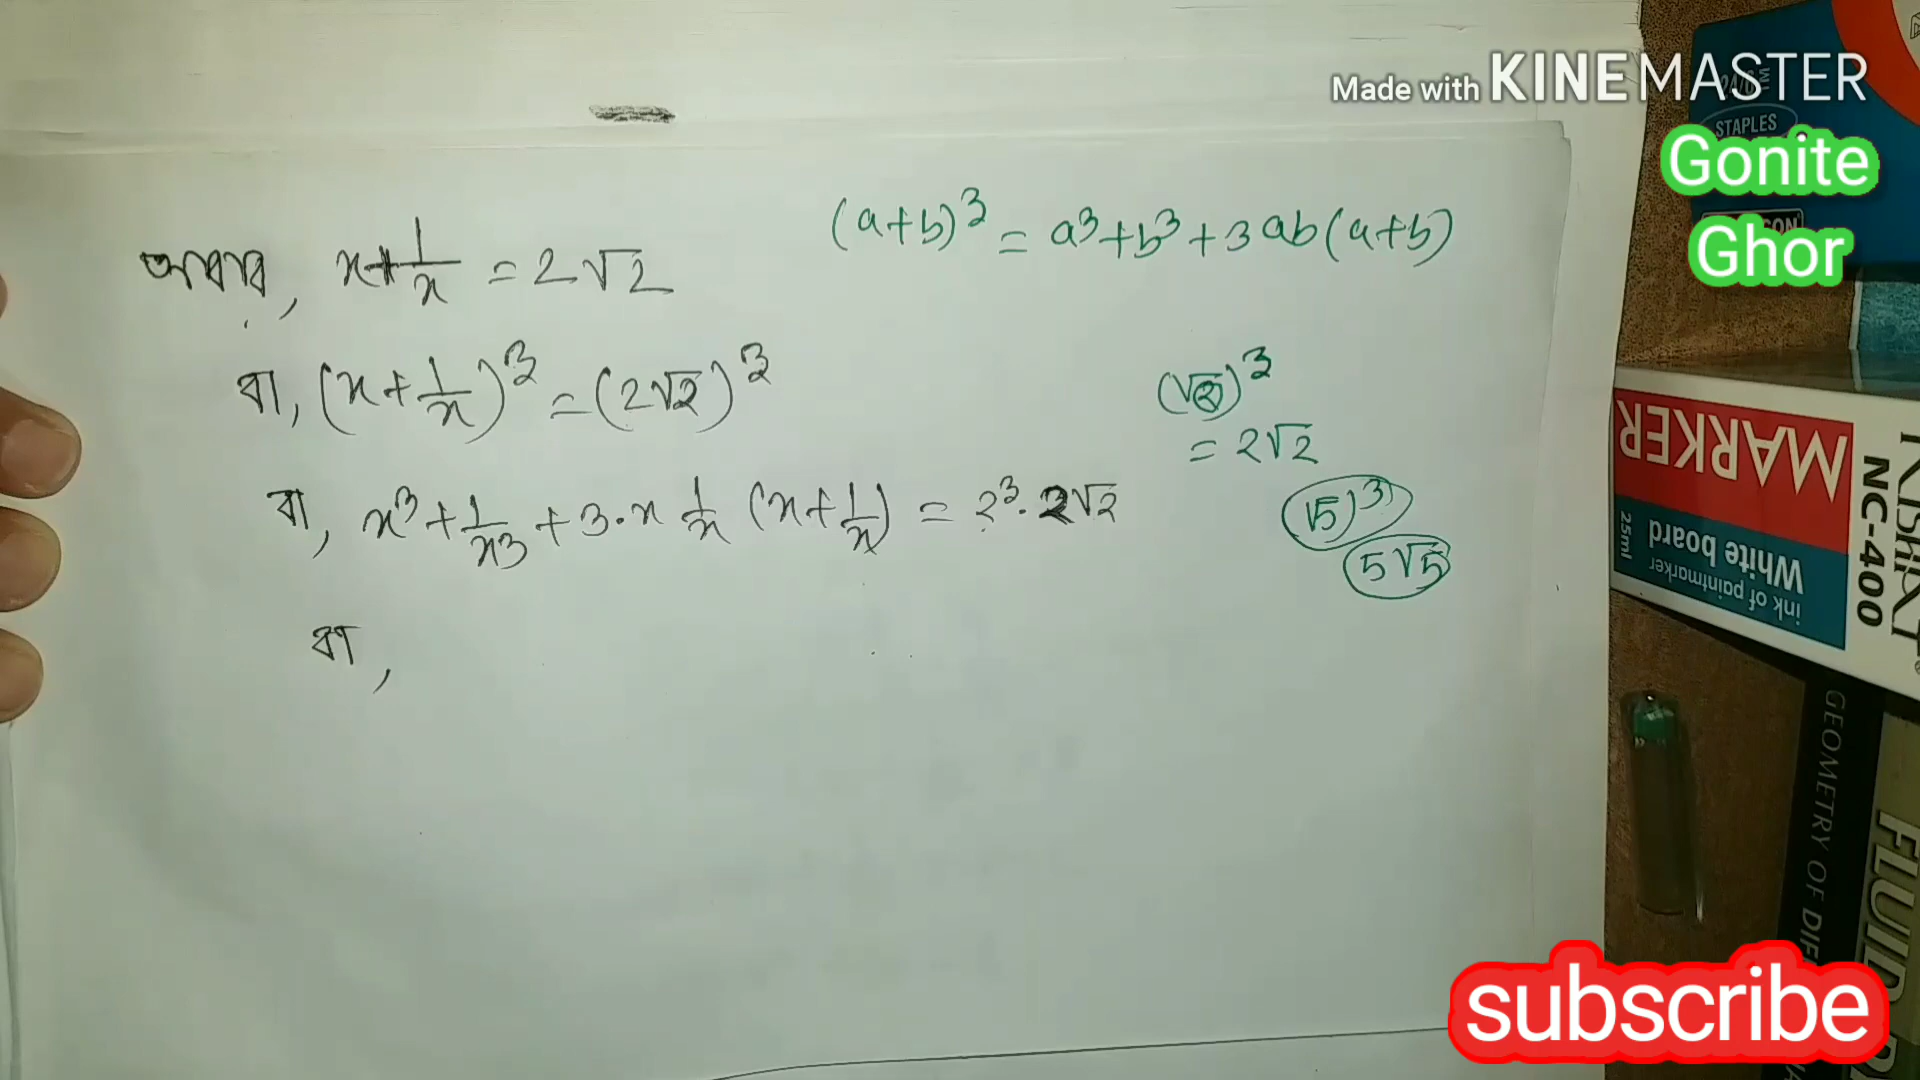 Made with KINEMASTER
Gonite
Ghor
STAPLES
আবার, x+1/x = 2√2
(a+b)³ = a³+b³+3ab(a+b)
বা, (x+1/x)³ = (2√2)³
(√2)³
= 2√2
বা, x³+1/x³+3·x 1/x (x+1/x) = 2³·2√2
(√5)³
5√5
বা,
MARKER
White board
ink of paintmarker
25ml
NC-400
GEOMETRY OF
FLUID
subscribe